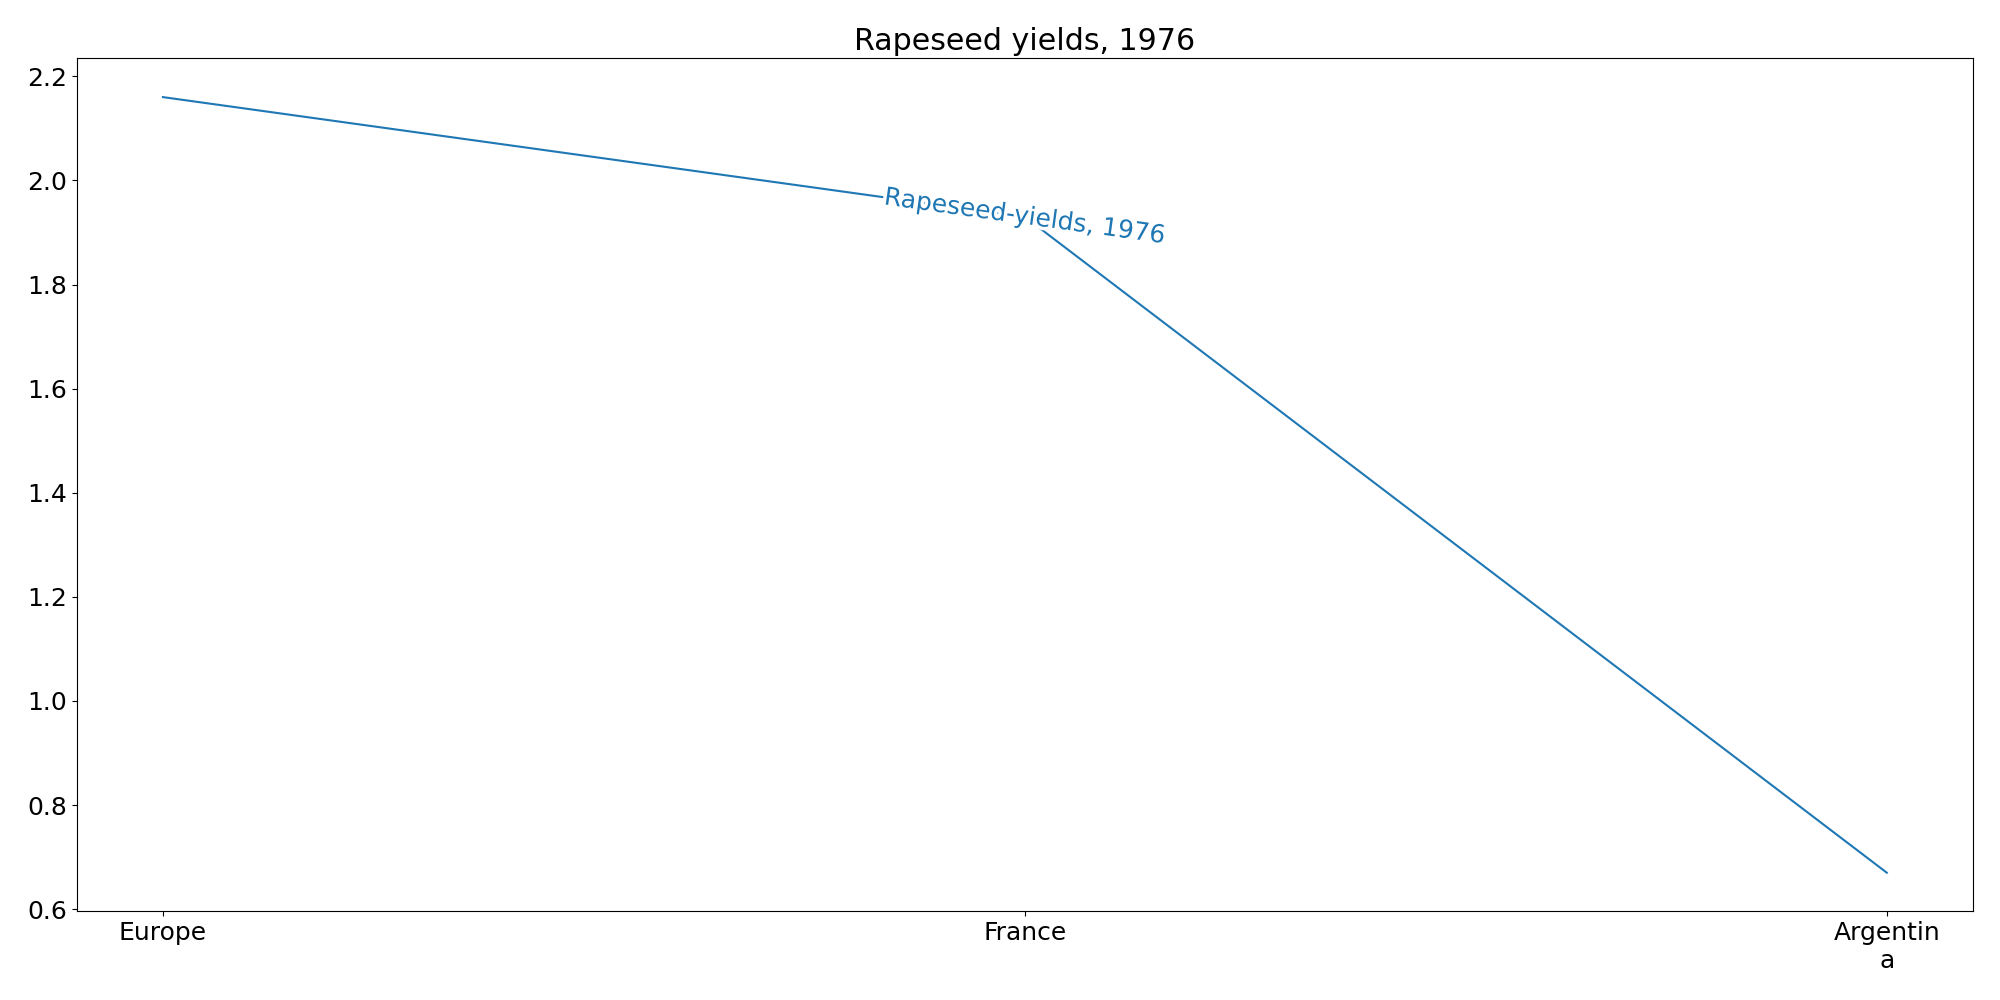 Rapeseed yields, 1976
2.2
2.0
1.8
1.6
1.4
1.2
1.0
0.8
0.6
Rapeseed-yields, 1976
Europe
France
Argentin
a